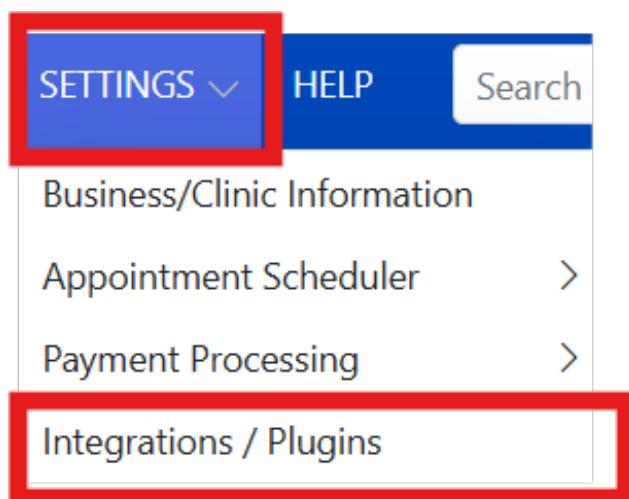 SETTINGS HELP Search
Business/Clinic Information
Appointment Scheduler
Payment Processing
Integrations / Plugins